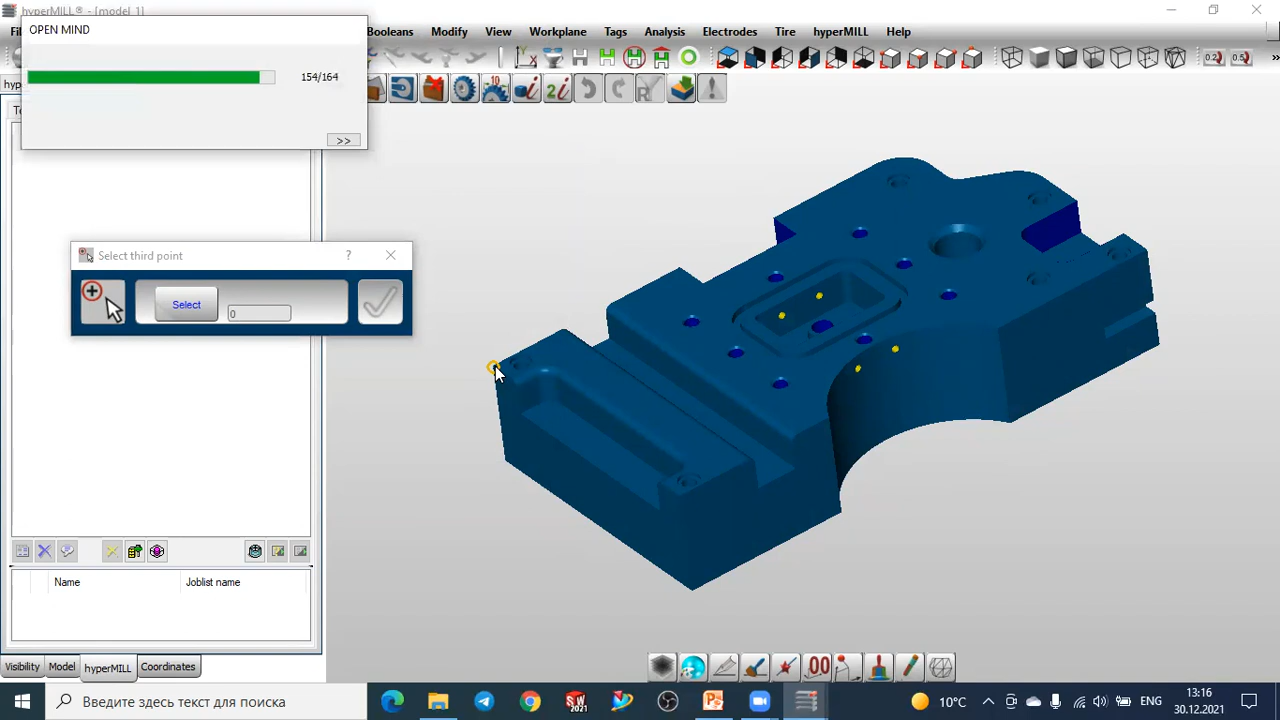 hyperMILL® - [model_1]
OPEN MIND
Booleans Modify View Workplane Tags Analysis Electrodes Tire hyperMILL Help
154/164
>>
Select third point
?
Select
0
Name Joblist name
Visibility Model hyperMILL Coordinates
Введите здесь текст для поиска
10°C
ENG
13:16
30.12.2021